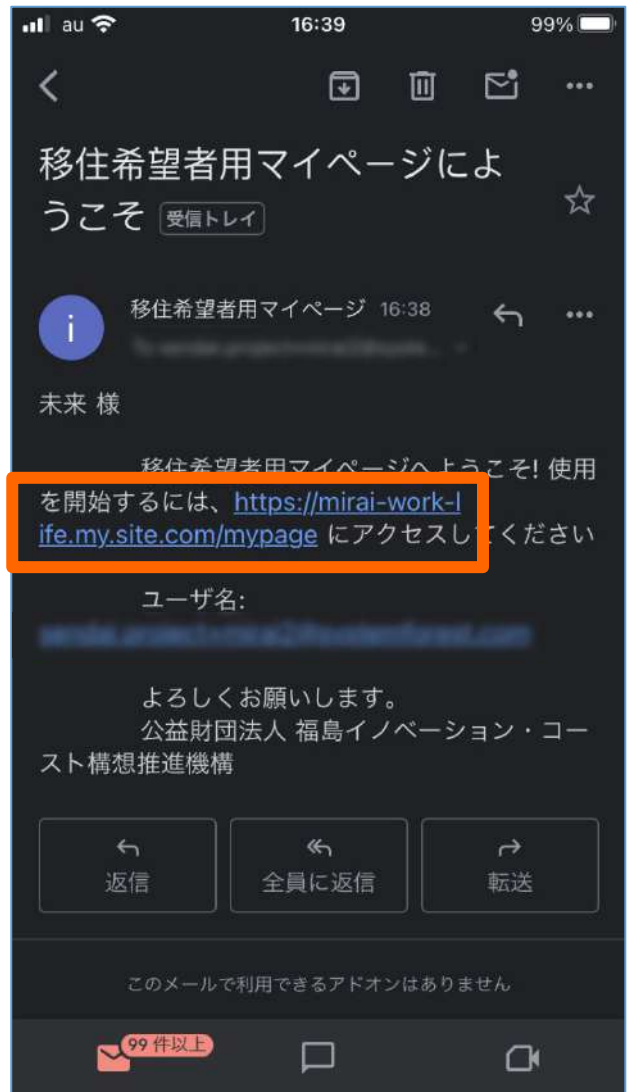 au 16:39 99%
移住希望者用マイページによ
うこそ 受信トレイ
i
移住希望者用マイページ 16:38
未来 様
移住希望者用マイページへようこそ! 使用
を開始するには、https://mirai-work-l
ife.my.site.com/mypage にアクセスしてください
ユーザ名:
よろしくお願いします。
公益財団法人 福島イノベーション・コー
スト構想推進機構
返信 全員に返信 転送
このメールで利用できるアドオンはありません
99 件以上